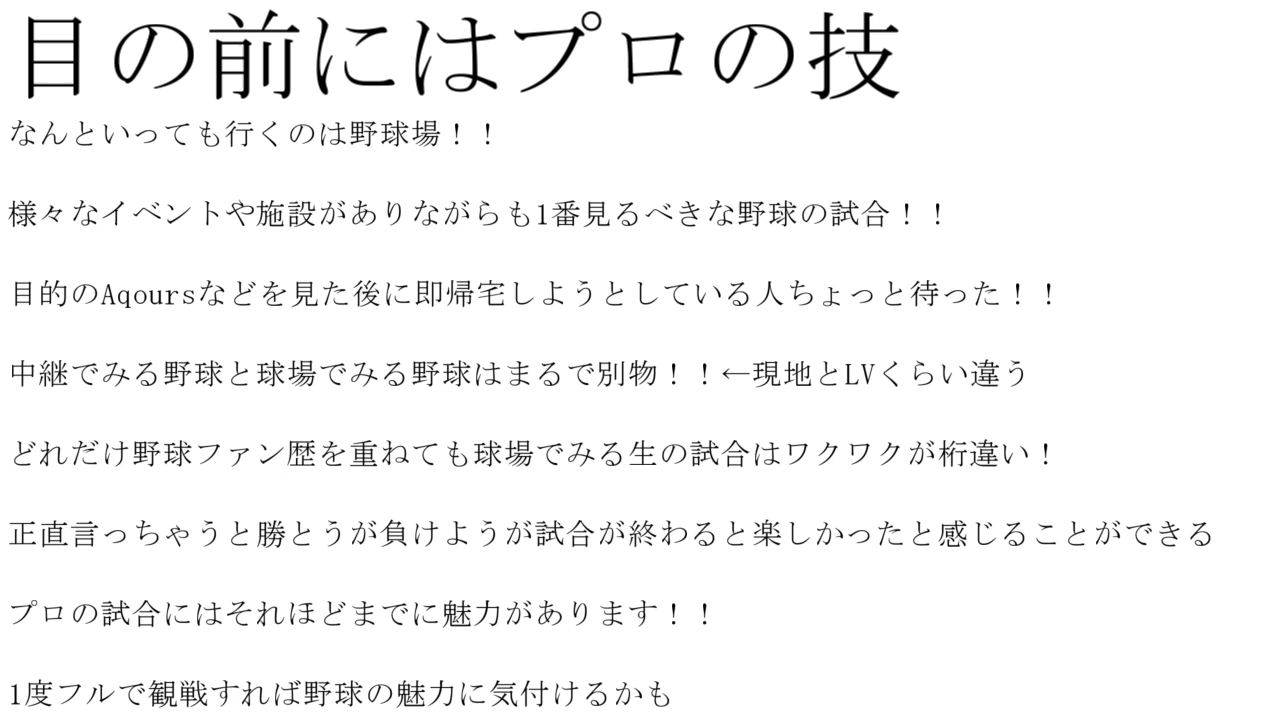 目の前にはプロの技
なんといっても行くのは野球場！！
様々なイベントや施設がありながらも1番見るべきな野球の試合！！
目的のAqoursなどを見た後に即帰宅しようとしている人ちょっと待った！！
中継でみる野球と球場でみる野球はまるで別物！！←現地とLVくらい違う
どれだけ野球ファン歴を重ねても球場でみる生の試合はワクワクが桁違い！
正直言っちゃうと勝とうが負けようが試合が終わると楽しかったと感じることができる
プロの試合にはそれほどまでに魅力があります！！
1度フルで観戦すれば野球の魅力に気付けるかも